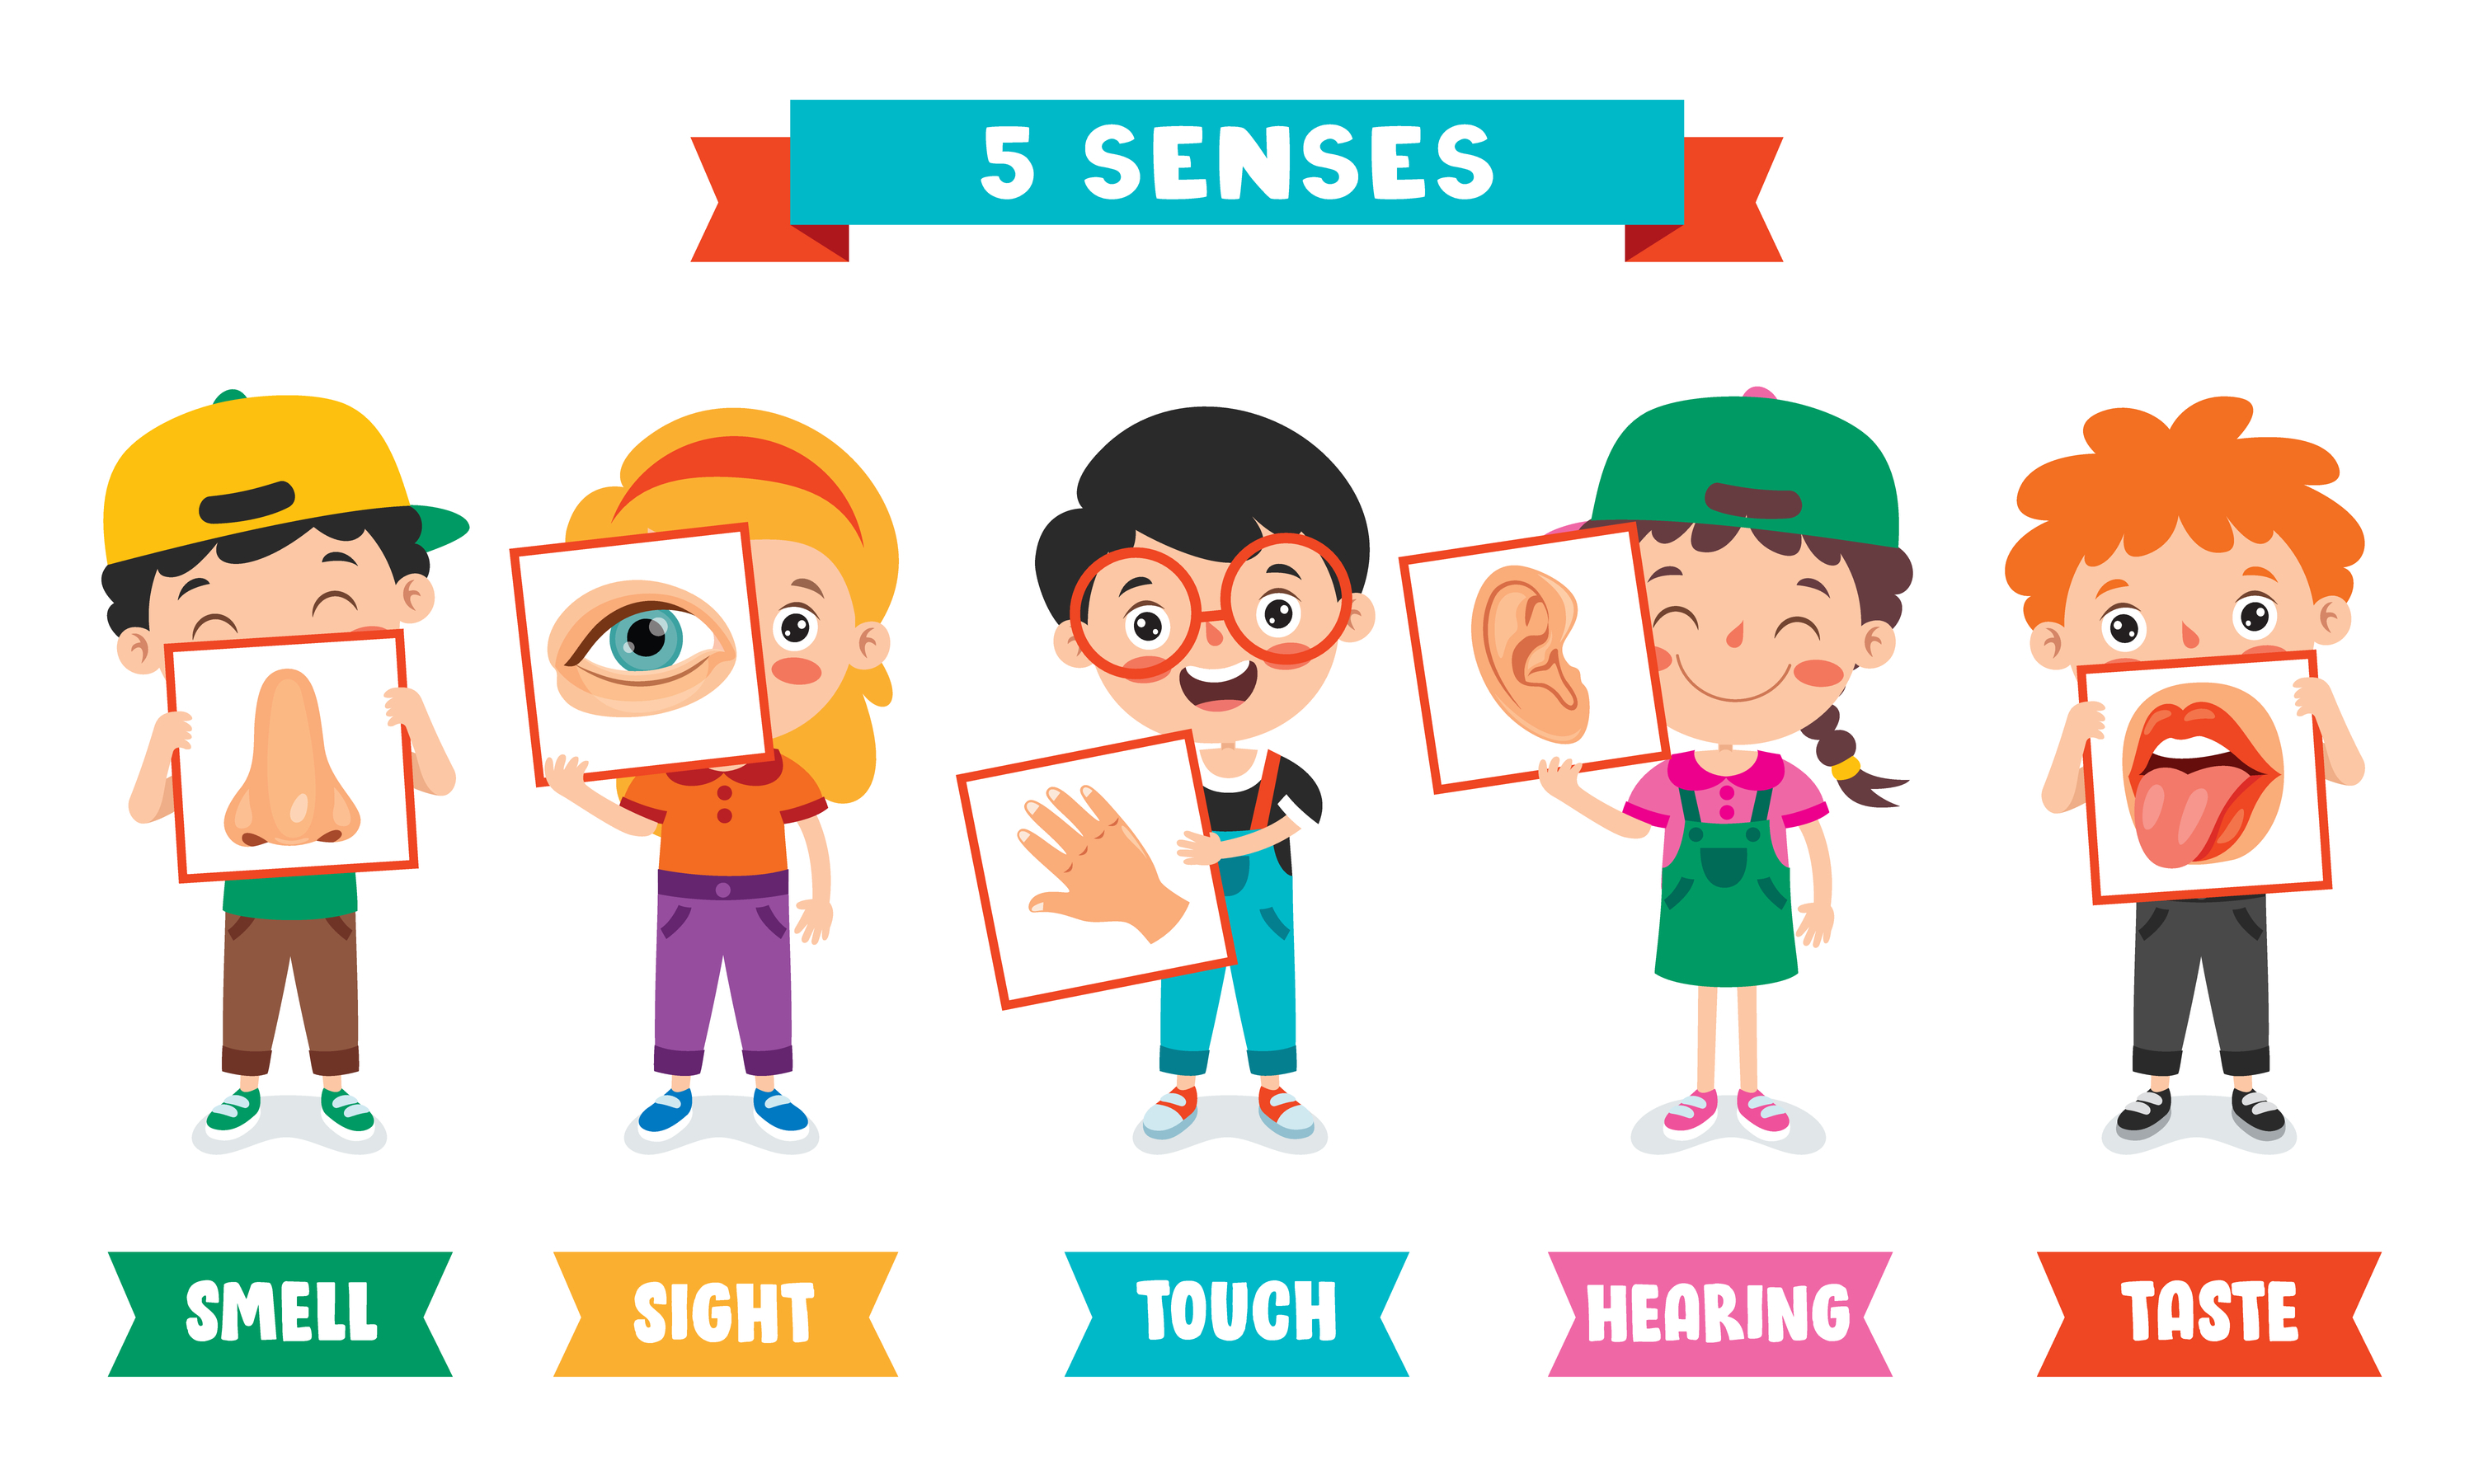 5 SENSES
SMELL
SIGHT
TOUCH
HEARING
TASTE